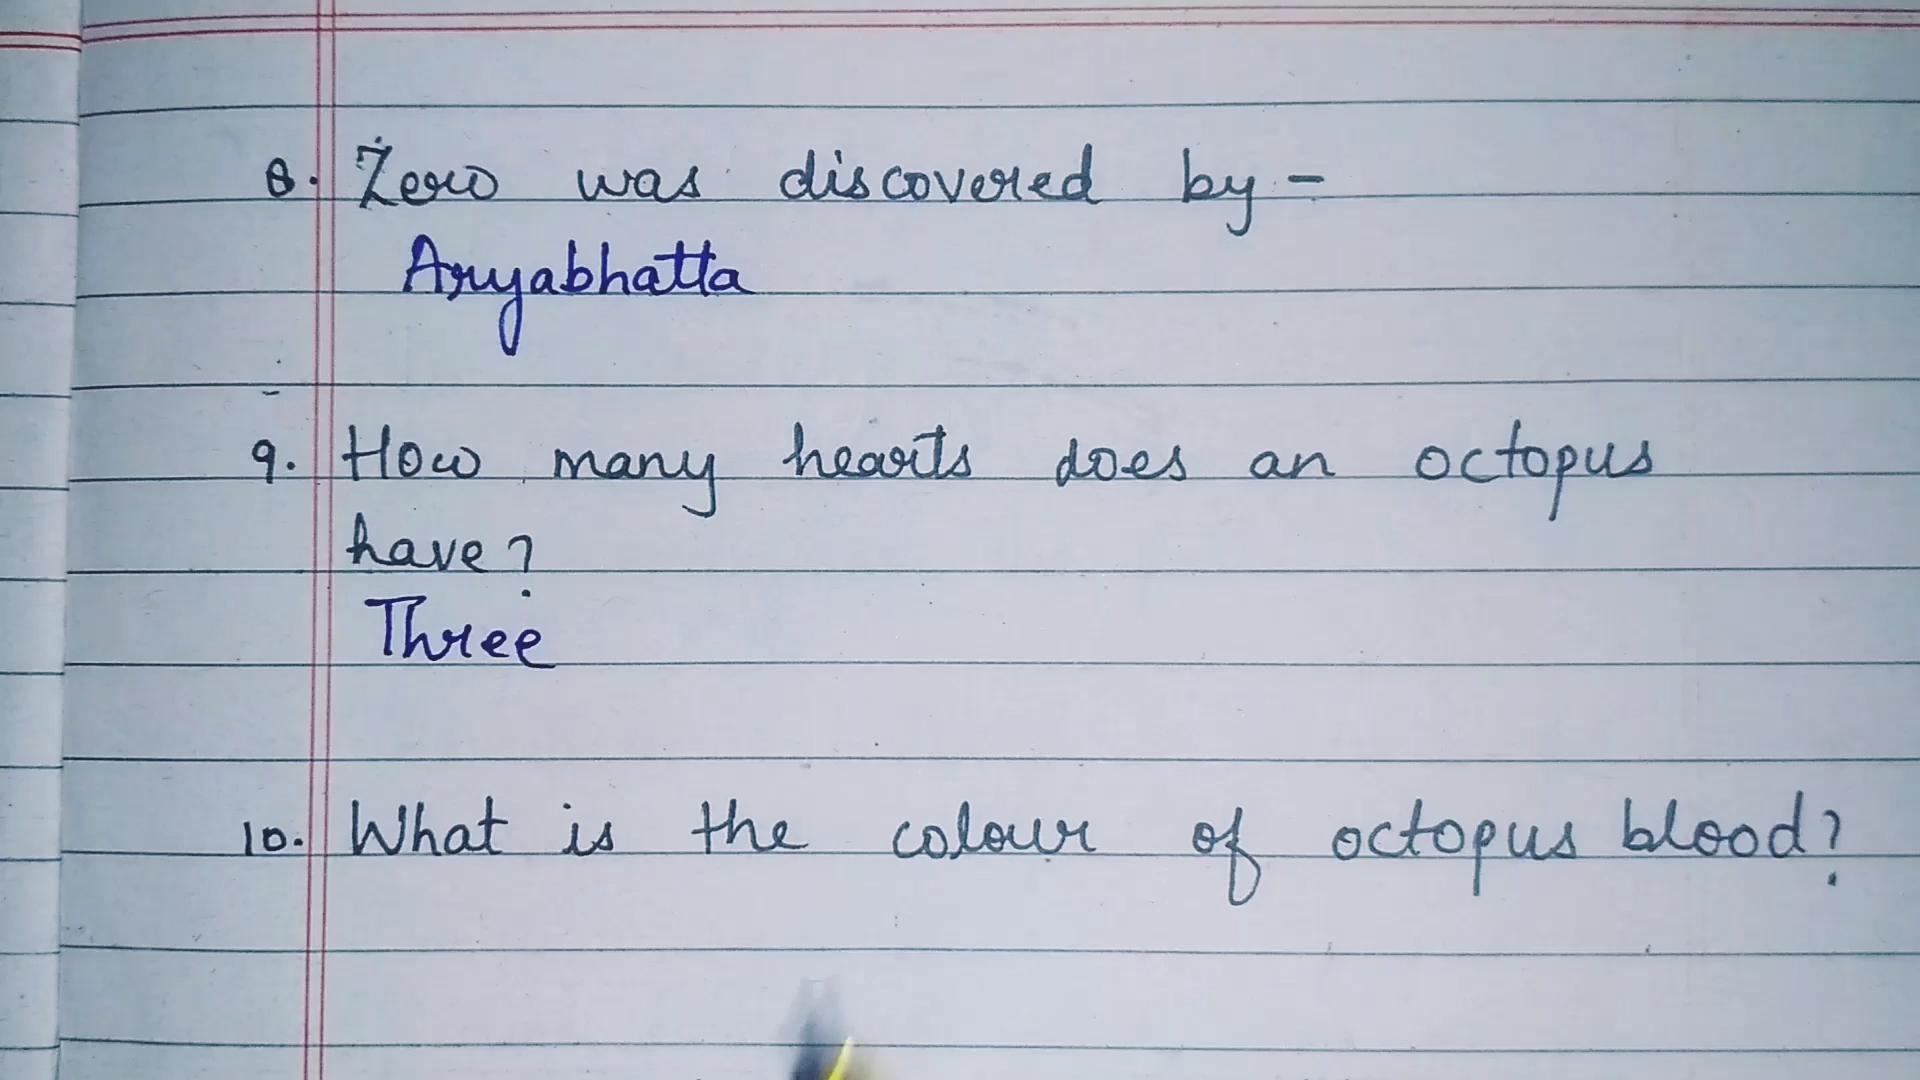 8. Zero was discovered by -
Aryabhatta
9. How many hearts does an octopus
have?
Three
10. What is the colour of octopus blood?